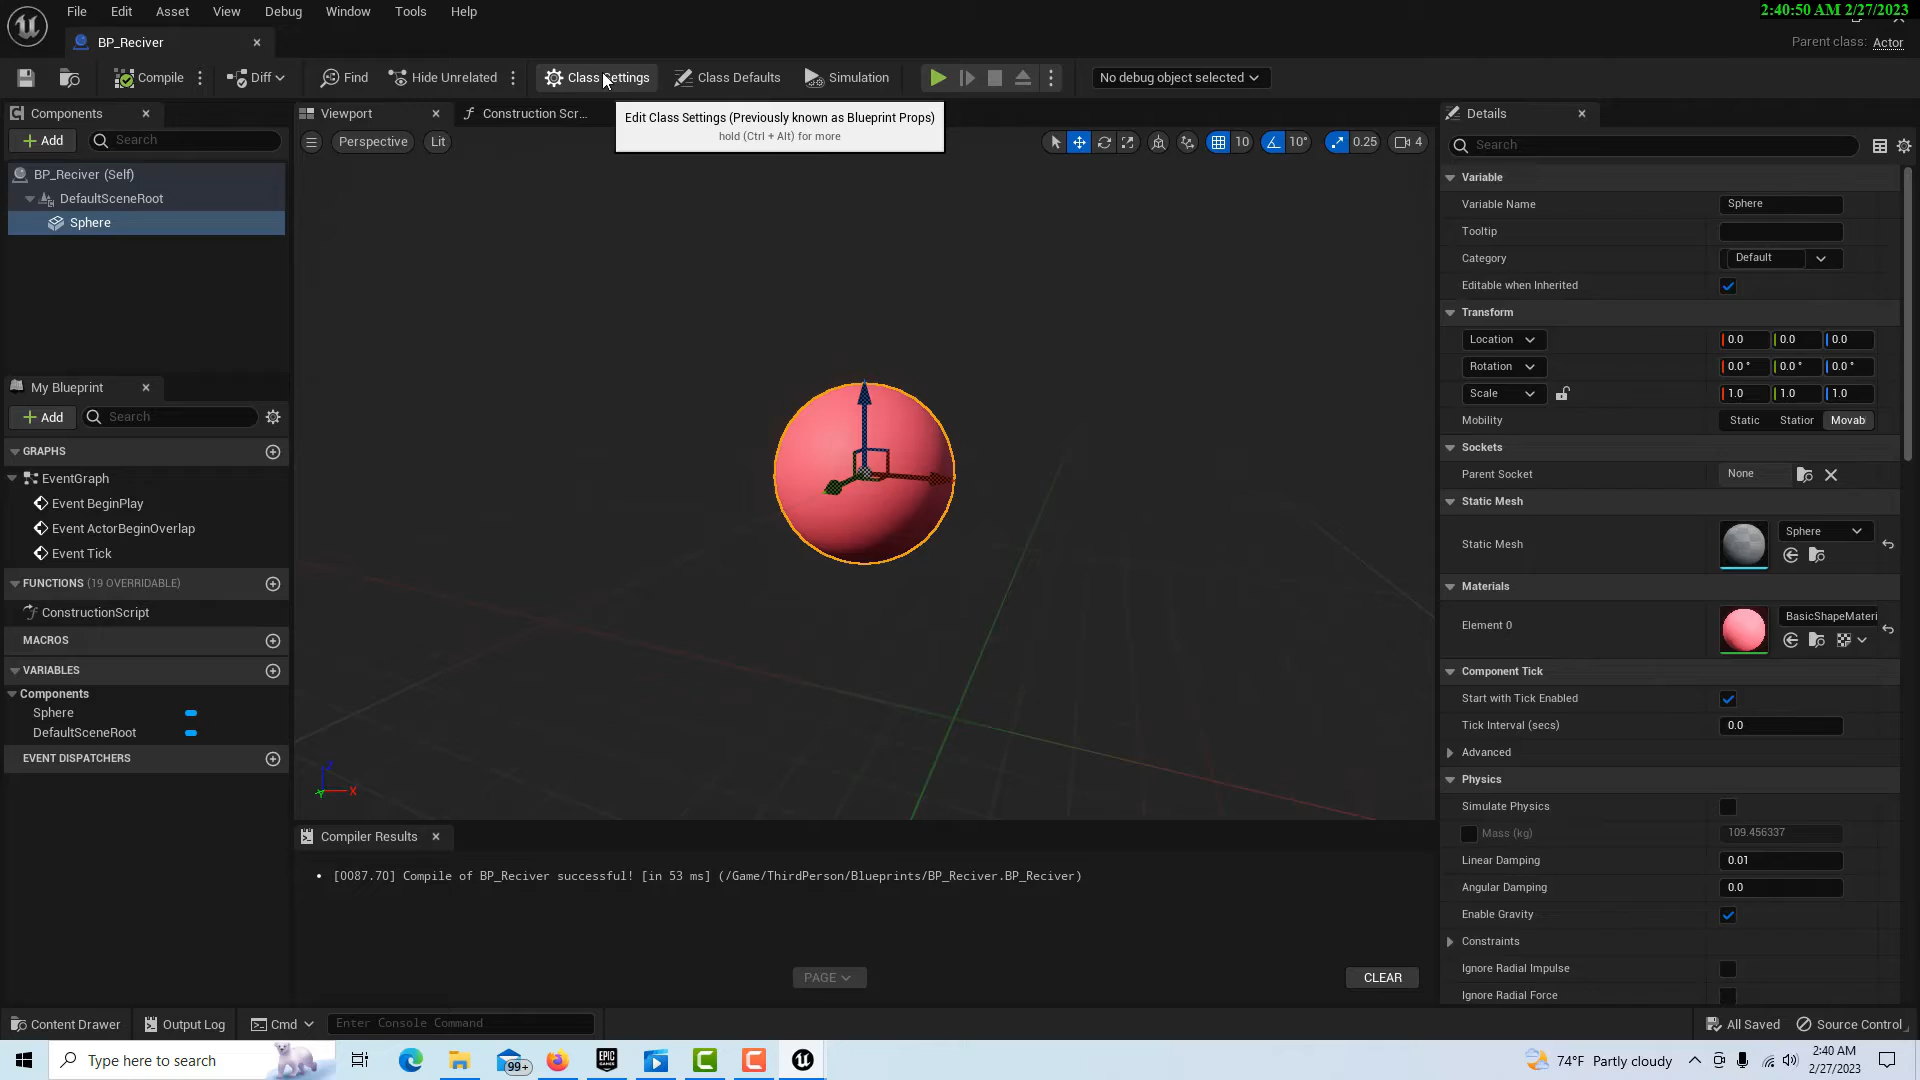 2:40:50 AM 2/27/2023
File Edit Asset View Debug Window Tools Help
BP_Reciver
Parent class: Actor
Compile Diff Find Hide Unrelated Class Settings Class Defaults Simulation No debug object selected
Components
Viewport
Construction Scr...
Details
Edit Class Settings (Previously known as Blueprint Props)
hold (Ctrl + Alt) for more
Add Search
Perspective Lit
10 10° 0.25 4
Search
BP_Reciver (Self)
DefaultSceneRoot
Sphere
Variable
Variable Name Sphere
Tooltip
Category Default
Editable when Inherited
Transform
Location 0.0 0.0 0.0
Rotation 0.0 ° 0.0 ° 0.0 °
Scale 1.0 1.0 1.0
Mobility Static Station Movab
Sockets
Parent Socket None
Static Mesh
Static Mesh Sphere
Materials
Element 0 BasicShapeMateri
Component Tick
Start with Tick Enabled
Tick Interval (secs) 0.0
Advanced
Physics
Simulate Physics
Mass (kg) 109.456337
Linear Damping 0.01
Angular Damping 0.0
Enable Gravity
Constraints
Ignore Radial Impulse
Ignore Radial Force
My Blueprint
Add Search
GRAPHS
EventGraph
Event BeginPlay
Event ActorBeginOverlap
Event Tick
FUNCTIONS (19 OVERRIDABLE)
ConstructionScript
MACROS
VARIABLES
Components
Sphere
DefaultSceneRoot
EVENT DISPATCHERS
Z
X
Compiler Results
[0087.70] Compile of BP_Reciver successful! [in 53 ms] (/Game/ThirdPerson/Blueprints/BP_Reciver.BP_Reciver)
PAGE
CLEAR
Content Drawer Output Log Cmd Enter Console Command
All Saved Source Control
Type here to search
99+
EPIC GAMES
74°F Partly cloudy
2:40 AM
2/27/2023